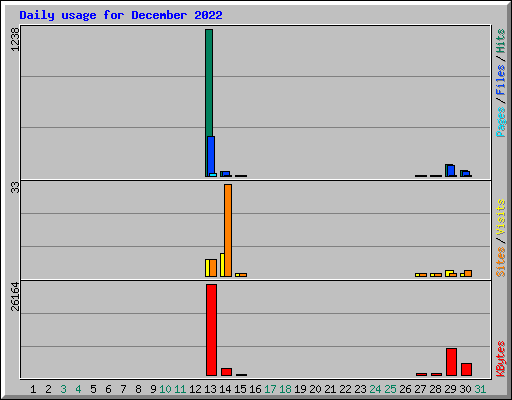 Daily usage for December 2022
1238
Pages / Files / Hits
33
Sites / Visits
26164
KBytes
1 2 3 4 5 6 7 8 9 10 11 12 13 14 15 16 17 18 19 20 21 22 23 24 25 26 27 28 29 30 31